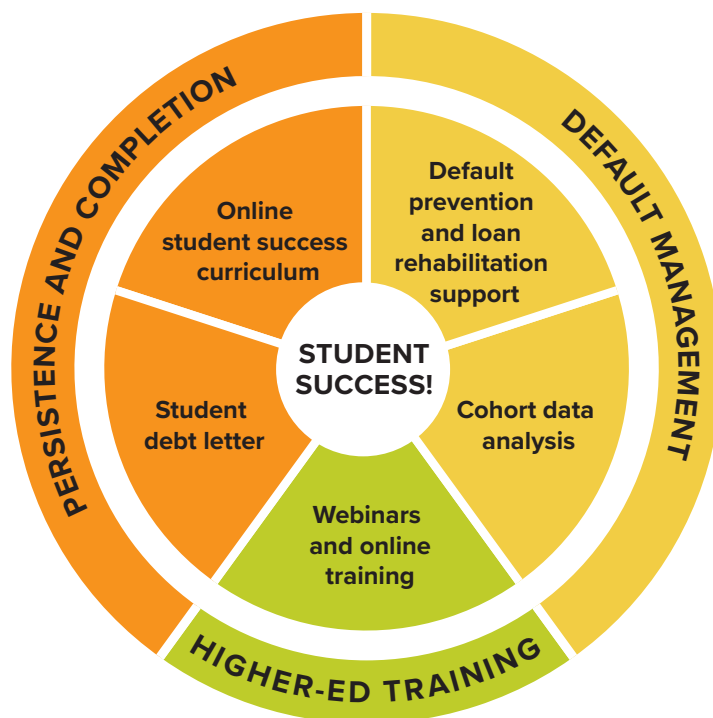 PERSISTENCE AND COMPLETION
DEFAULT MANAGEMENT
Online
student success
curriculum
Default
prevention
and loan
rehabilitation
support
STUDENT
SUCCESS!
Student
debt letter
Cohort data
analysis
Webinars
and online
training
HIGHER-ED TRAINING